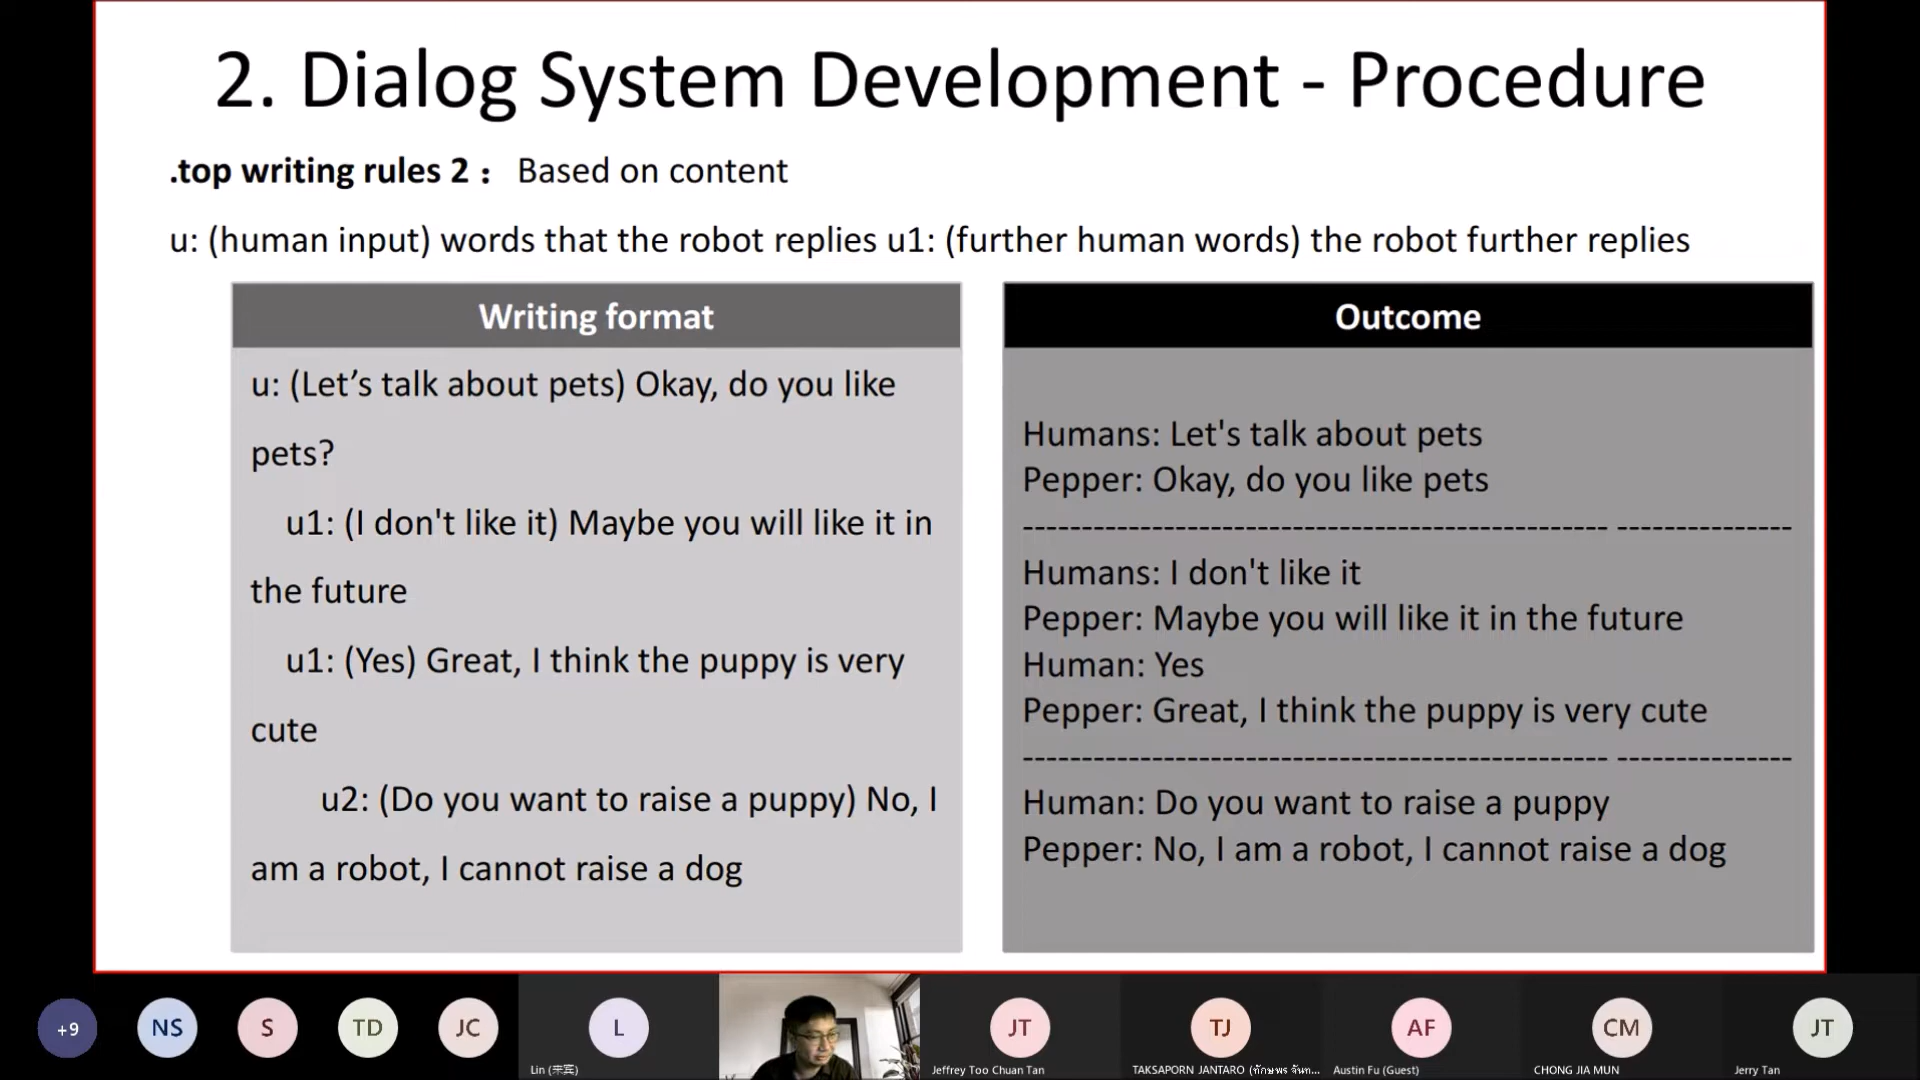 2. Dialog System Development - Procedure
.top writing rules 2： Based on content
u: (human input) words that the robot replies u1: (further human words) the robot further replies
Writing format
u: (Let’s talk about pets) Okay, do you like
pets?
u1: (I don't like it) Maybe you will like it in
the future
u1: (Yes) Great, I think the puppy is very
cute
u2: (Do you want to raise a puppy) No, I
am a robot, I cannot raise a dog
Outcome
Humans: Let's talk about pets
Pepper: Okay, do you like pets
------------------------------------------------- ---------------
Humans: I don't like it
Pepper: Maybe you will like it in the future
Human: Yes
Pepper: Great, I think the puppy is very cute
------------------------------------------------- ---------------
Human: Do you want to raise a puppy
Pepper: No, I am a robot, I cannot raise a dog
+9
NS
S
TD
JC
L
Lin (来宾)
JT
Jeffrey Too Chuan Tan
TJ
TAKSAPORN JANTARO (ทักษพร จันท...
AF
Austin Fu (Guest)
CM
CHONG JIA MUN
JT
Jerry Tan